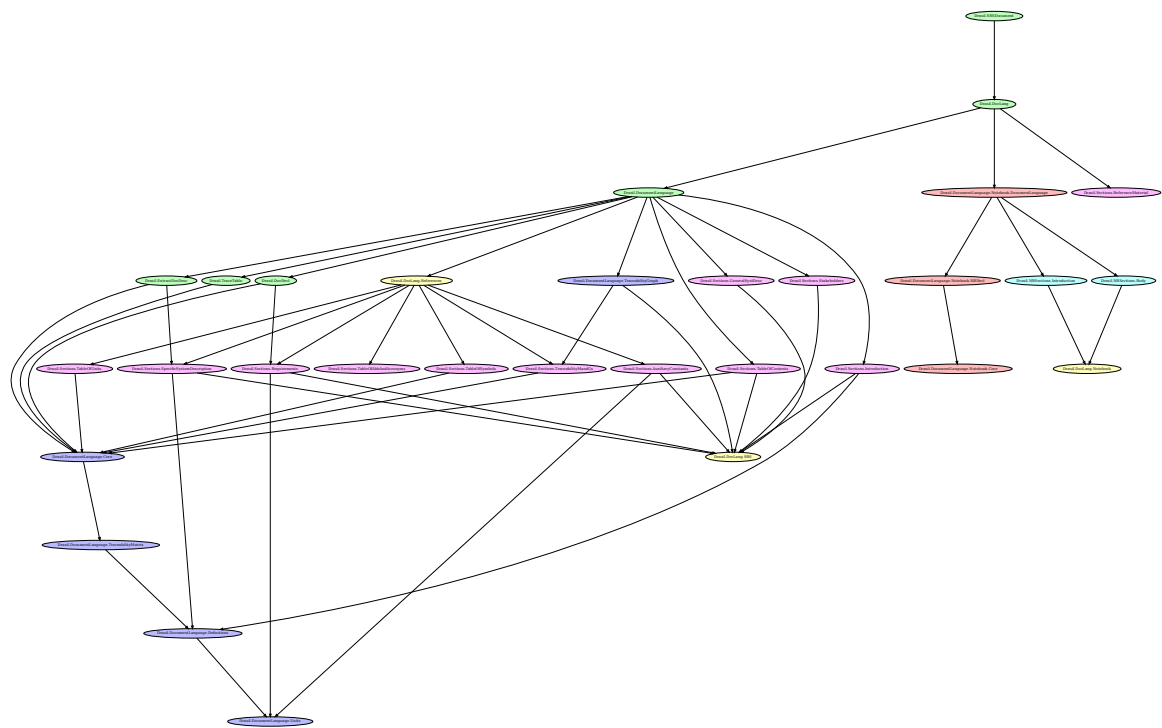 Drasil.SRSDocument
Drasil.DocLang
Drasil.DocumentLanguage
Drasil.DocumentLanguage.Notebook.DocumentLanguage
Drasil.Sections.ReferenceMaterial
Drasil.ExtractDocDesc
Drasil.TraceTable
Drasil.DocDecl
Drasil.DocLang.References
Drasil.DocumentLanguage.TraceabilityGraph
Drasil.Sections.GeneralSystDesc
Drasil.Sections.Stakeholders
Drasil.NBSections.Introduction
Drasil.NBSections.Body
Drasil.Sections.TableOfUnits
Drasil.Sections.SpecificSystemDescription
Drasil.Sections.Requirements
Drasil.Sections.TableOfAbbAndAcronyms
Drasil.Sections.TableOfSymbols
Drasil.Sections.TraceabilityMandGs
Drasil.Sections.AuxiliaryConstants
Drasil.Sections.TableOfContents
Drasil.Sections.Introduction
Drasil.DocumentLanguage.Notebook.Core
Drasil.DocLang.Notebook
Drasil.DocumentLanguage.Core
Drasil.DocLang.SRS
Drasil.DocumentLanguage.TraceabilityMatrix
Drasil.DocumentLanguage.Definitions
Drasil.DocumentLanguage.Units